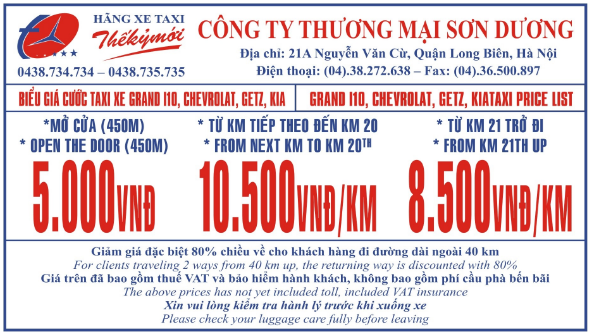 HÃNG XE TAXI
Thế kỷ mới
0438.734.734 – 0438.735.735
CÔNG TY THƯƠNG MẠI SƠN DƯƠNG
Địa chỉ: 21A Nguyễn Văn Cừ, Quận Long Biên, Hà Nội
Điện thoại: (04).38.272.638 – Fax: (04).36.500.897
BIỂU GIÁ CƯỚC TAXI XE GRAND I10, CHEVROLAT, GETZ, KIA
GRAND I10, CHEVROLAT, GETZ, KIATAXI PRICE LIST
*MỞ CỬA (450M)
* OPEN THE DOOR (450M)
5.000VNĐ
* TỪ KM TIẾP THEO ĐẾN KM 20
* FROM NEXT KM TO KM 20TH
10.500VNĐ/KM
* TỪ KM 21 TRỞ ĐI
* FROM KM 21TH UP
8.500VNĐ/KM
Giảm giá đặc biệt 80% chiều về cho khách hàng đi đường dài ngoài 40 km
For clients traveling 2 ways from 40 km up, the returning way is discounted with 80%
Giá trên đã bao gồm thuế VAT và bảo hiểm hành khách, không bao gồm phí cầu phà bến bãi
The above prices has not yet included toll, included VAT insurance
Xin vui lòng kiểm tra hành lý trước khi xuống xe
Please check your luggage care fully before leaving